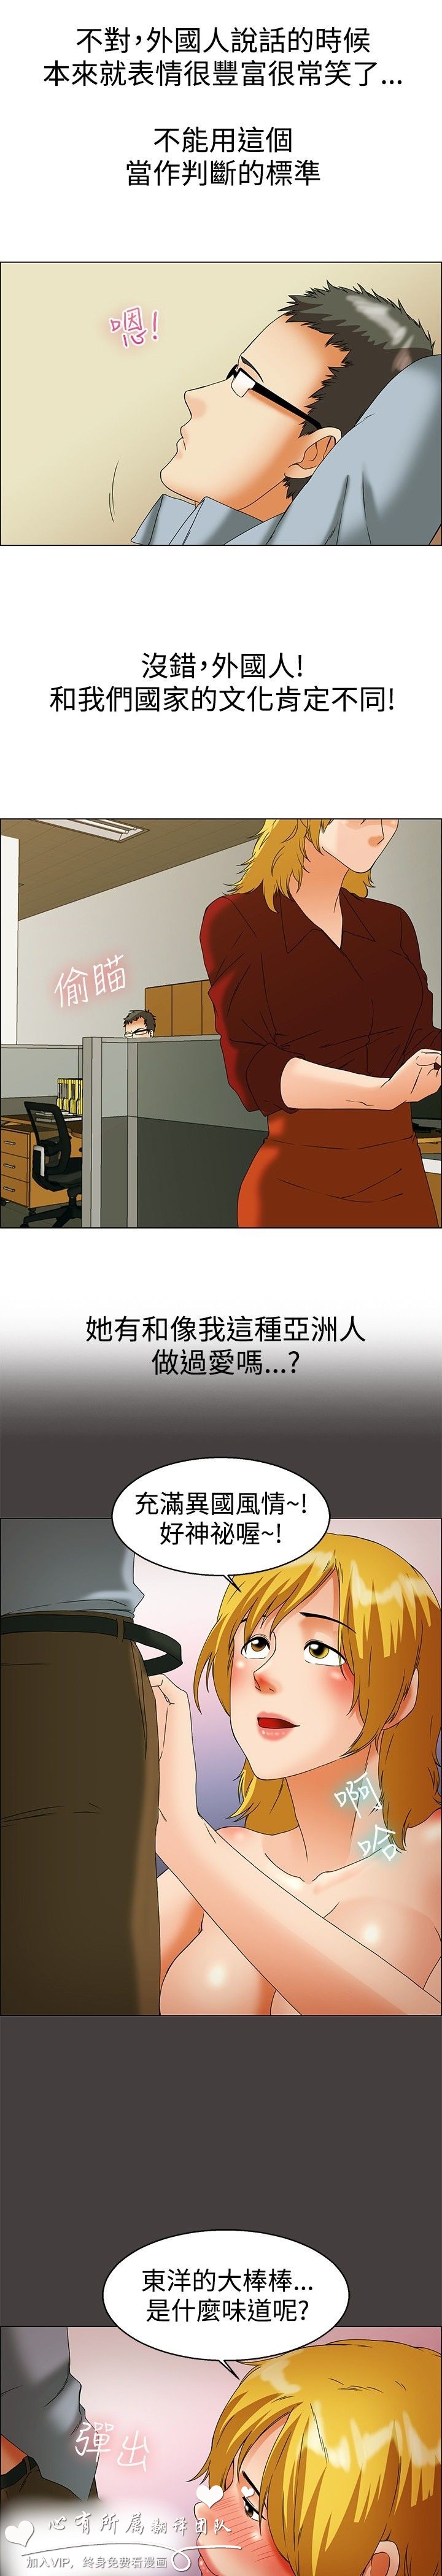 不對,外國人說話的時候
本來就表情很豐富很常笑了...
不能用這個
當作判斷的標準
嗯!
沒錯,外國人!
和我們國家的文化肯定不同!
偷瞄
她有和像我這種亞洲人
做過愛嗎...?
充滿異國風情~!
好神祕喔~!
啊
哈
東洋的大棒棒...
是什麼味道呢?
彈出
心有所属翻译团队
加入VIP，终身免费看漫画